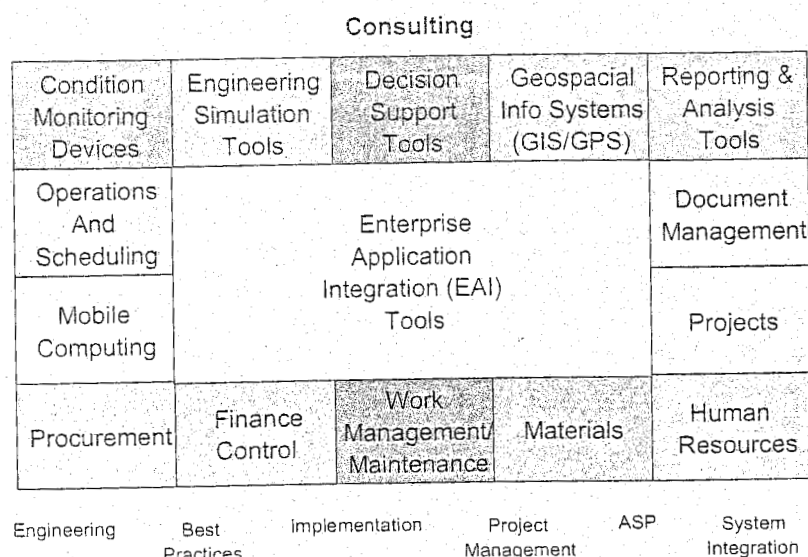 Consulting
Condition
Monitoring
Devices
Engineering
Simulation
Tools
Decision
Support
Tools
Geospacial
Info Systems
(GIS/GPS)
Reporting &
Analysis
Tools
Operations
And
Scheduling
Enterprise
Application
Integration (EAI)
Tools
Document
Management
Mobile
Computing
Projects
Procurement
Finance
Control
Work
Management/
Maintenance
Materials
Human
Resources
Engineering
Best
Practices
Implementation
Project
Management
ASP
System
Integration